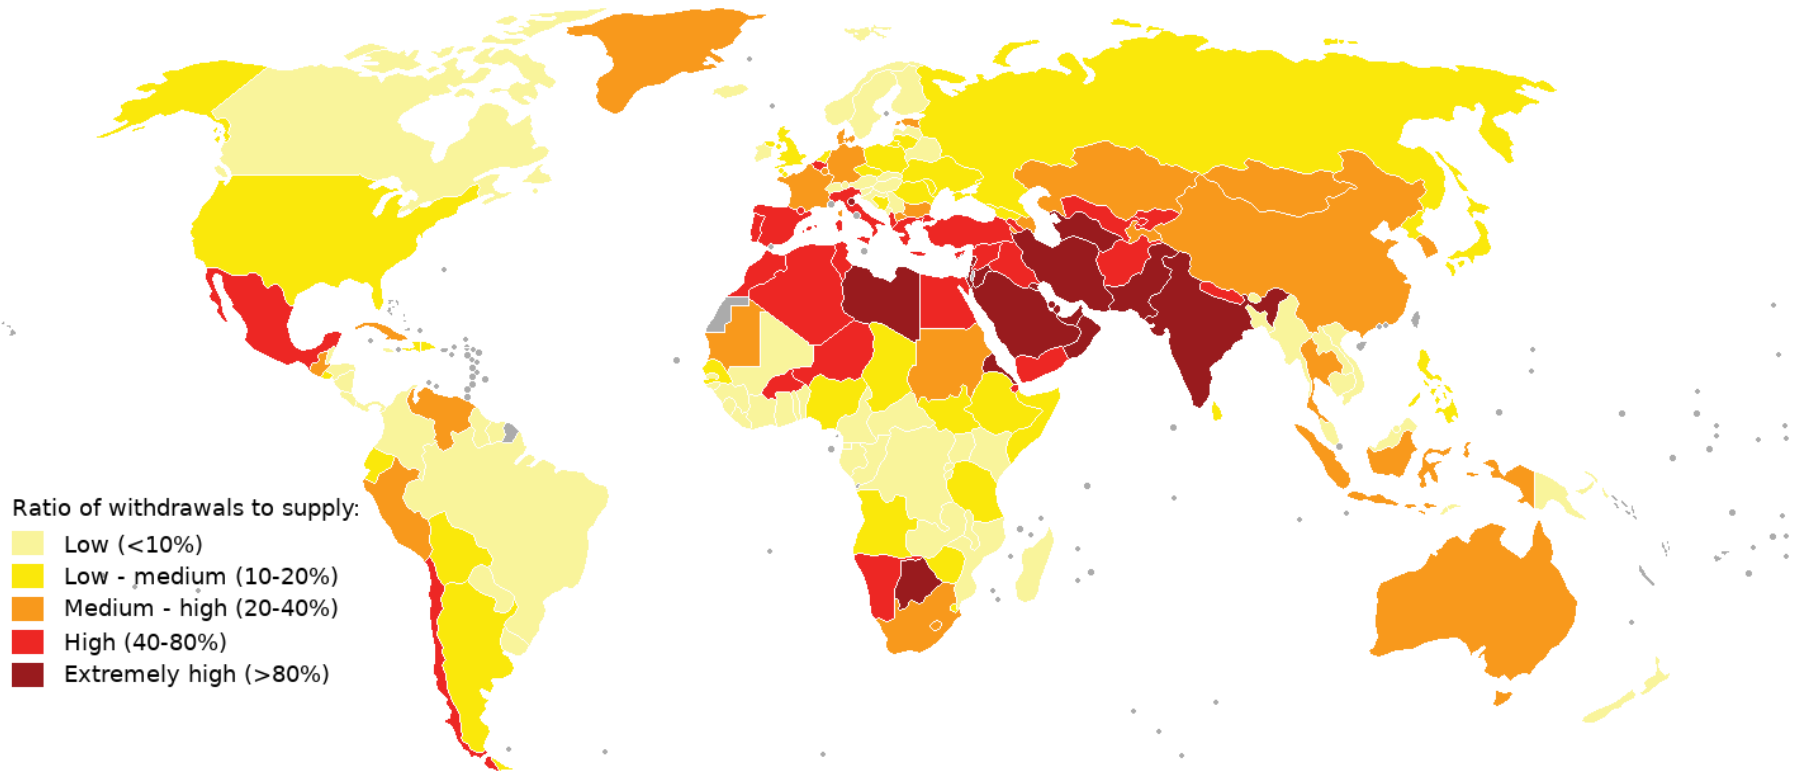 Ratio of withdrawals to supply:
Low (<10%)
Low - medium (10-20%)
Medium - high (20-40%)
High (40-80%)
Extremely high (>80%)